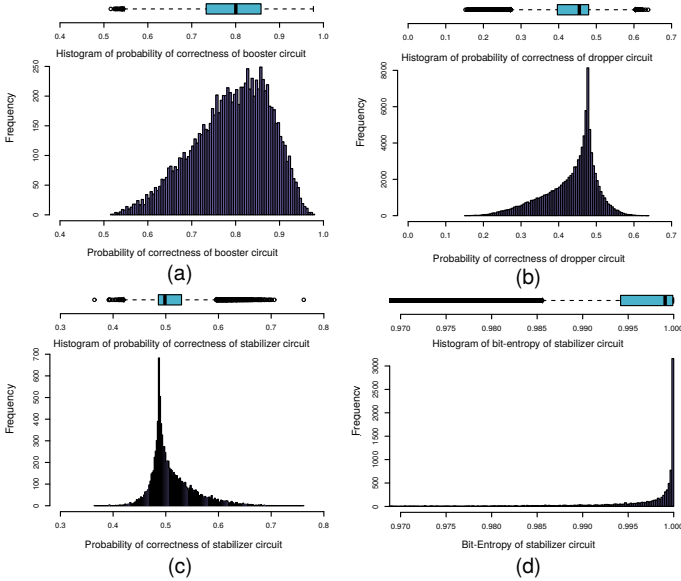 0.4 0.5 0.6 0.7 0.8 0.9 1.0
Histogram of probability of correctness of booster circuit
Frequency
0 50 100 150 200 250
0.4 0.5 0.6 0.7 0.8 0.9 1.0
Probability of correctness of booster circuit
(a)
0.0 0.1 0.2 0.3 0.4 0.5 0.6 0.7
Histogram of probability of correctness of dropper circuit
Frequency
0 2000 4000 6000 8000
0.0 0.1 0.2 0.3 0.4 0.5 0.6 0.7
Probability of correctness of dropper circuit
(b)
0.3 0.4 0.5 0.6 0.7 0.8
Histogram of probability of correctness of stabilizer circuit
Frequency
0 100 200 300 400 500 600 700
0.3 0.4 0.5 0.6 0.7 0.8
Probability of correctness of stabilizer circuit
(c)
0.970 0.975 0.980 0.985 0.990 0.995 1.000
Histogram of bit-entropy of stabilizer circuit
Frequency
0 500 1000 1500 2000 2500 3000
0.970 0.975 0.980 0.985 0.990 0.995 1.000
Bit-Entropy of stabilizer circuit
(d)